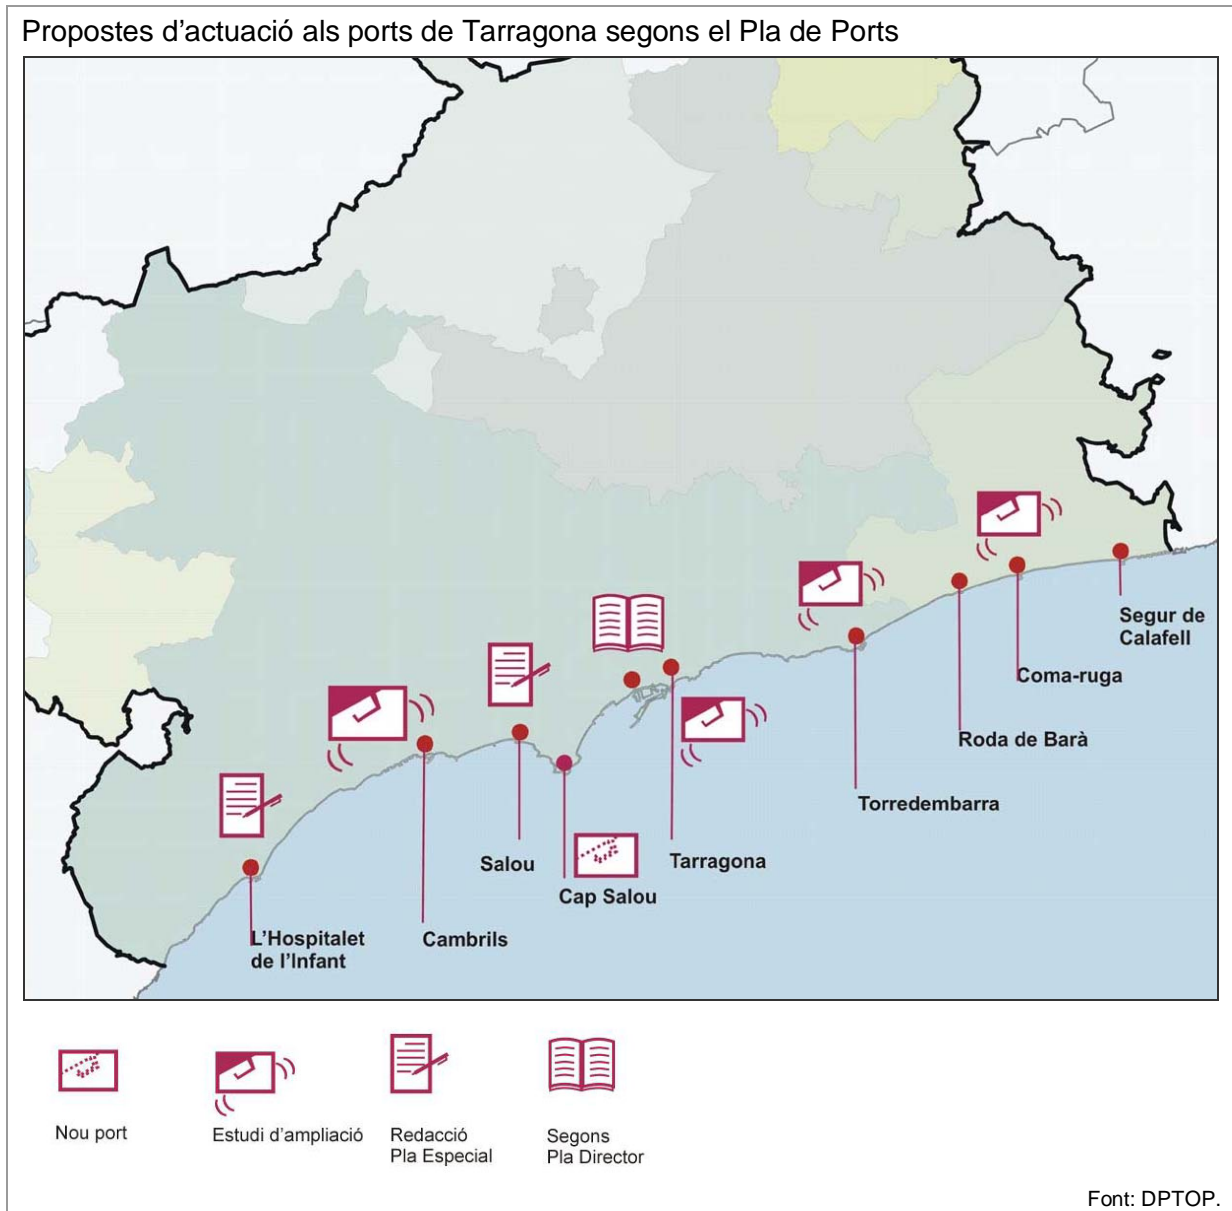 Propostes d'actuació als ports de Tarragona segons el Pla de Ports
Segur de
Calafell
Coma-ruga
Roda de Barà
Torredembarra
Tarragona
Salou
Cap Salou
Cambrils
L'Hospitalet
de l'Infant
Nou port
Estudi d'ampliació
Redacció
Pla Especial
Segons
Pla Director
Font: DPTOP.